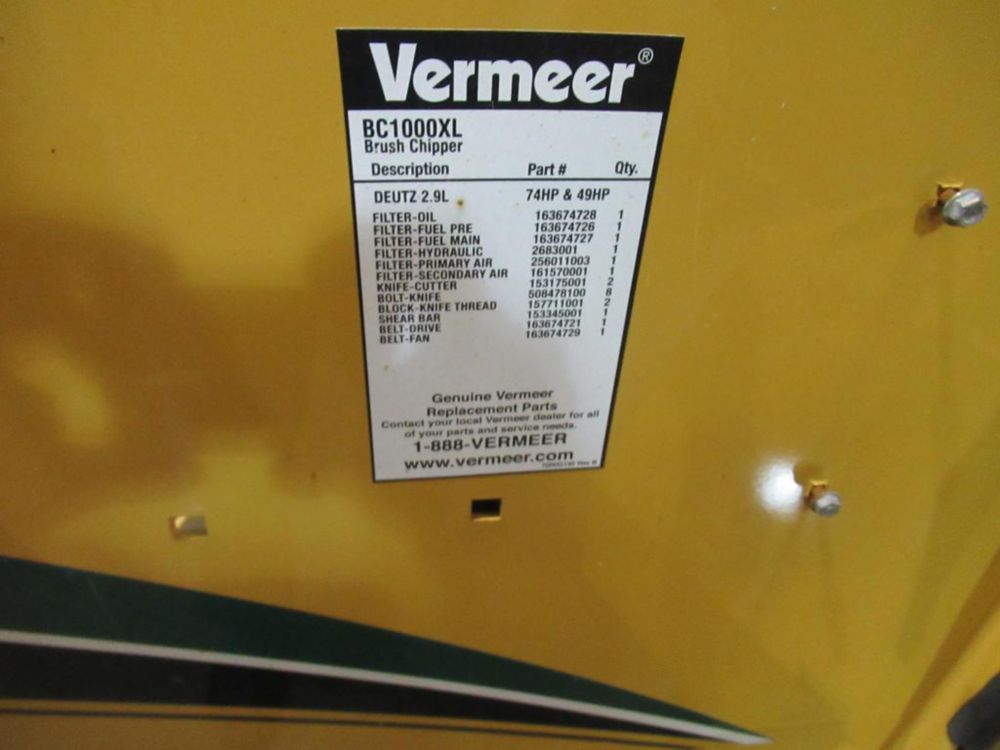 Vermeer®
BC1000XL
Brush Chipper
Description Part # Qty.
DEUTZ 2.9L 74HP & 49HP
FILTER-OIL 163674728 1
FILTER-FUEL PRE 163674726 1
FILTER-FUEL MAIN 163674727 1
FILTER-HYDRAULIC 2683001 1
FILTER-PRIMARY AIR 256011003 1
FILTER-SECONDARY AIR 161570001 1
KNIFE-CUTTER 153175001 2
BOLT-KNIFE 508478100 8
BLOCK-KNIFE THREAD 157711001 2
SHEAR BAR 153345001 1
BELT-DRIVE 163674721 1
BELT-FAN 163674729 1
Genuine Vermeer
Replacement Parts
Contact your local Vermeer dealer for all
of your parts and service needs.
1-888-VERMEER
www.vermeer.com